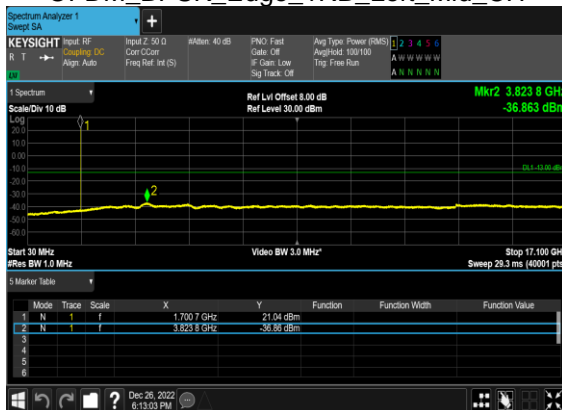 Spectrum Analyzer 1
Swept SA
KEYSIGHT
R T
Input: RF
Coupling: DC
Align: Auto
Input Z: 50 Ω
Corr CCorr
Freq Ref: Int (S)
#Atten: 40 dB
PNO: Fast
Gate: Off
IF Gain: Low
Sig Track: Off
Avg Type: Power (RMS)
Avg|Hold: 100/100
Trig: Free Run
1 2 3 4 5 6
A W W W W W
A N N N N N
1 Spectrum
Scale/Div 10 dB
Ref Lvl Offset 8.00 dB
Ref Level 30.00 dBm
Mkr2 3.823 8 GHz
-36.863 dBm
Log
20.0
10.0
0.00
-10.0
-20.0
-30.0
-40.0
-50.0
-60.0
1
2
DL1 -13.00 dBm
Start 30 MHz
#Res BW 1.0 MHz
Video BW 3.0 MHz*
Stop 17.100 GHz
Sweep 29.3 ms (40001 pts)
5 Marker Table
Mode Trace Scale X Y Function Function Width Function Value
1 N 1 f 1.700 7 GHz 21.04 dBm
2 N 1 f 3.823 8 GHz -36.86 dBm
3
4
5
6
Dec 26, 2022
6:13:03 PM